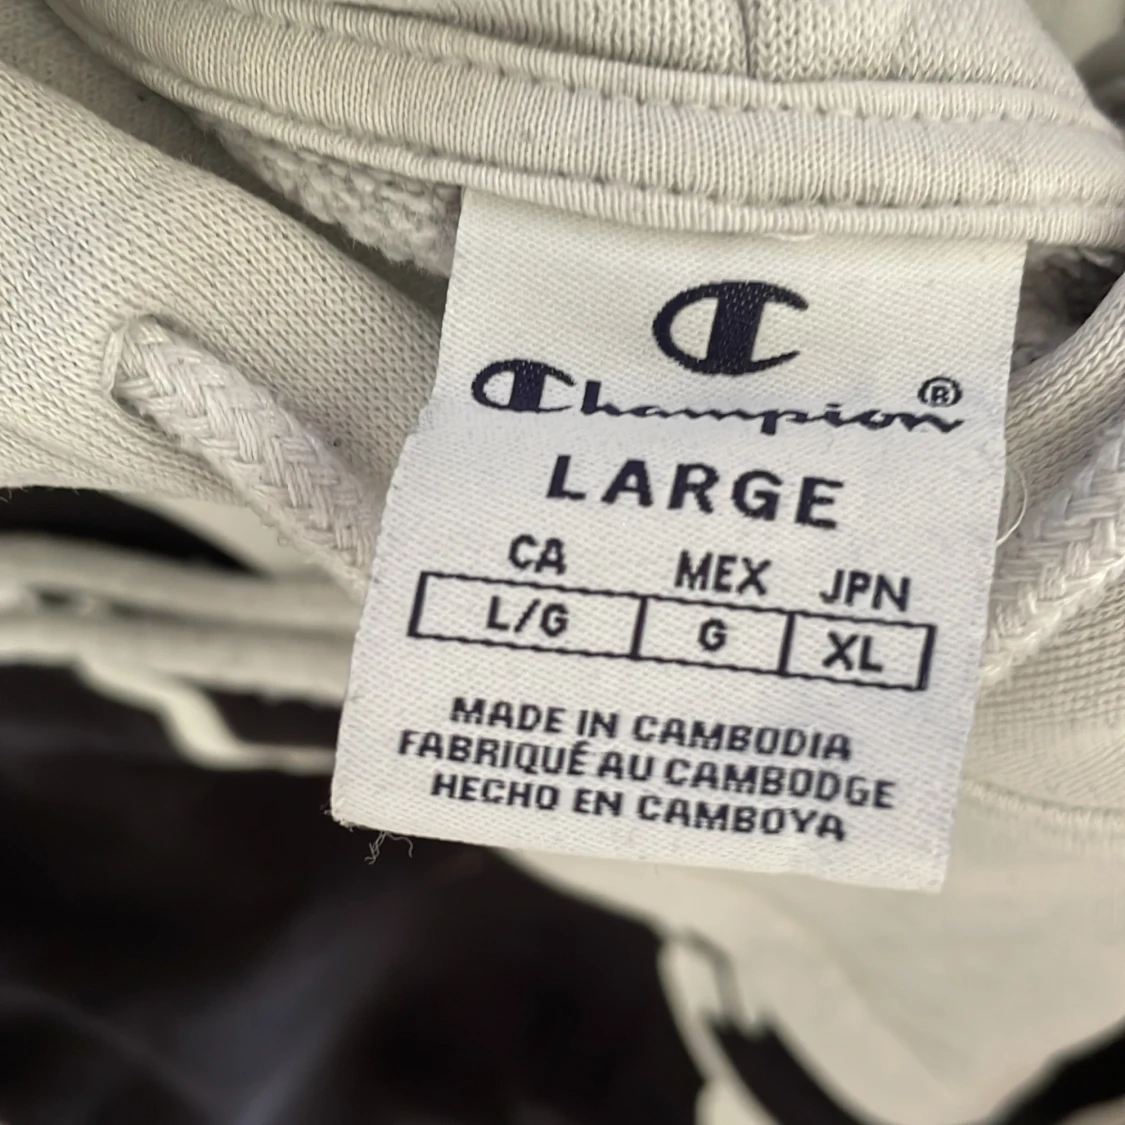 Champion®
LARGE
CA MEX JPN
L/G G XL
MADE IN CAMBODIA
FABRIQUÉ AU CAMBODGE
HECHO EN CAMBOYA